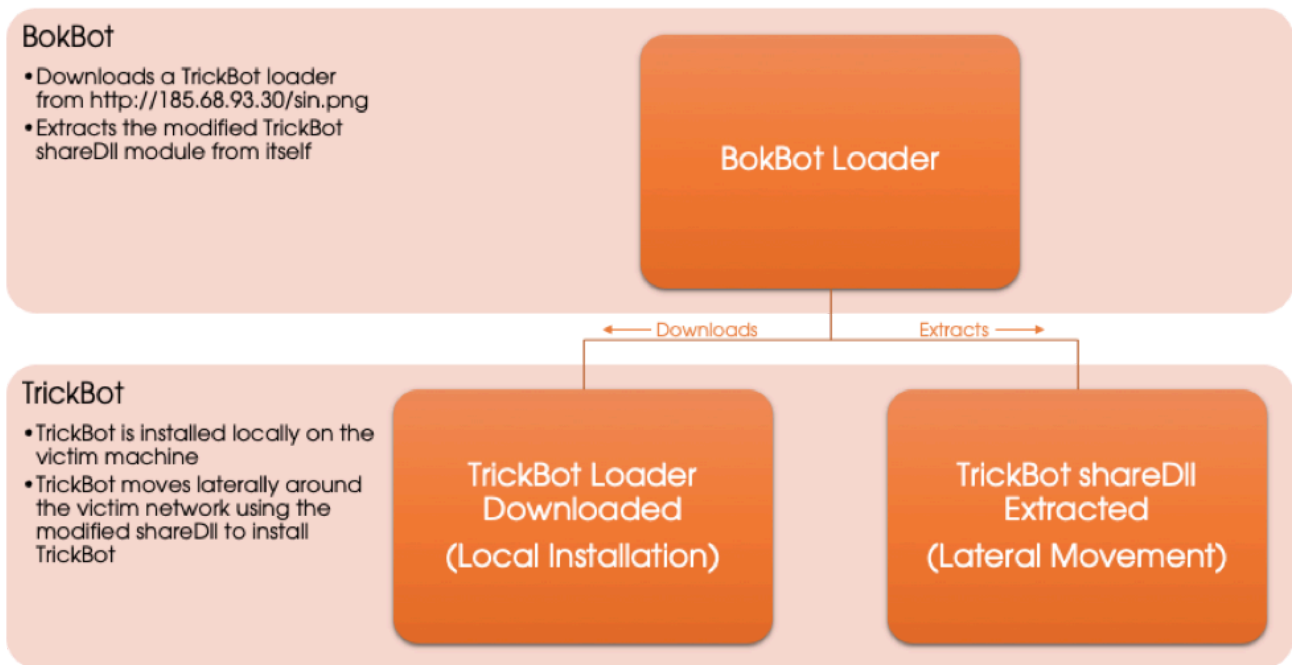 BokBot
•Downloads a TrickBot loader
from http://185.68.93.30/sin.png
•Extracts the modified TrickBot
shareDll module from itself
BokBot Loader
Downloads
Extracts
TrickBot
•TrickBot is installed locally on the
victim machine
•TrickBot moves laterally around
the victim network using the
modified shareDll to install
TrickBot
TrickBot Loader
Downloaded
(Local Installation)
TrickBot shareDll
Extracted
(Lateral Movement)